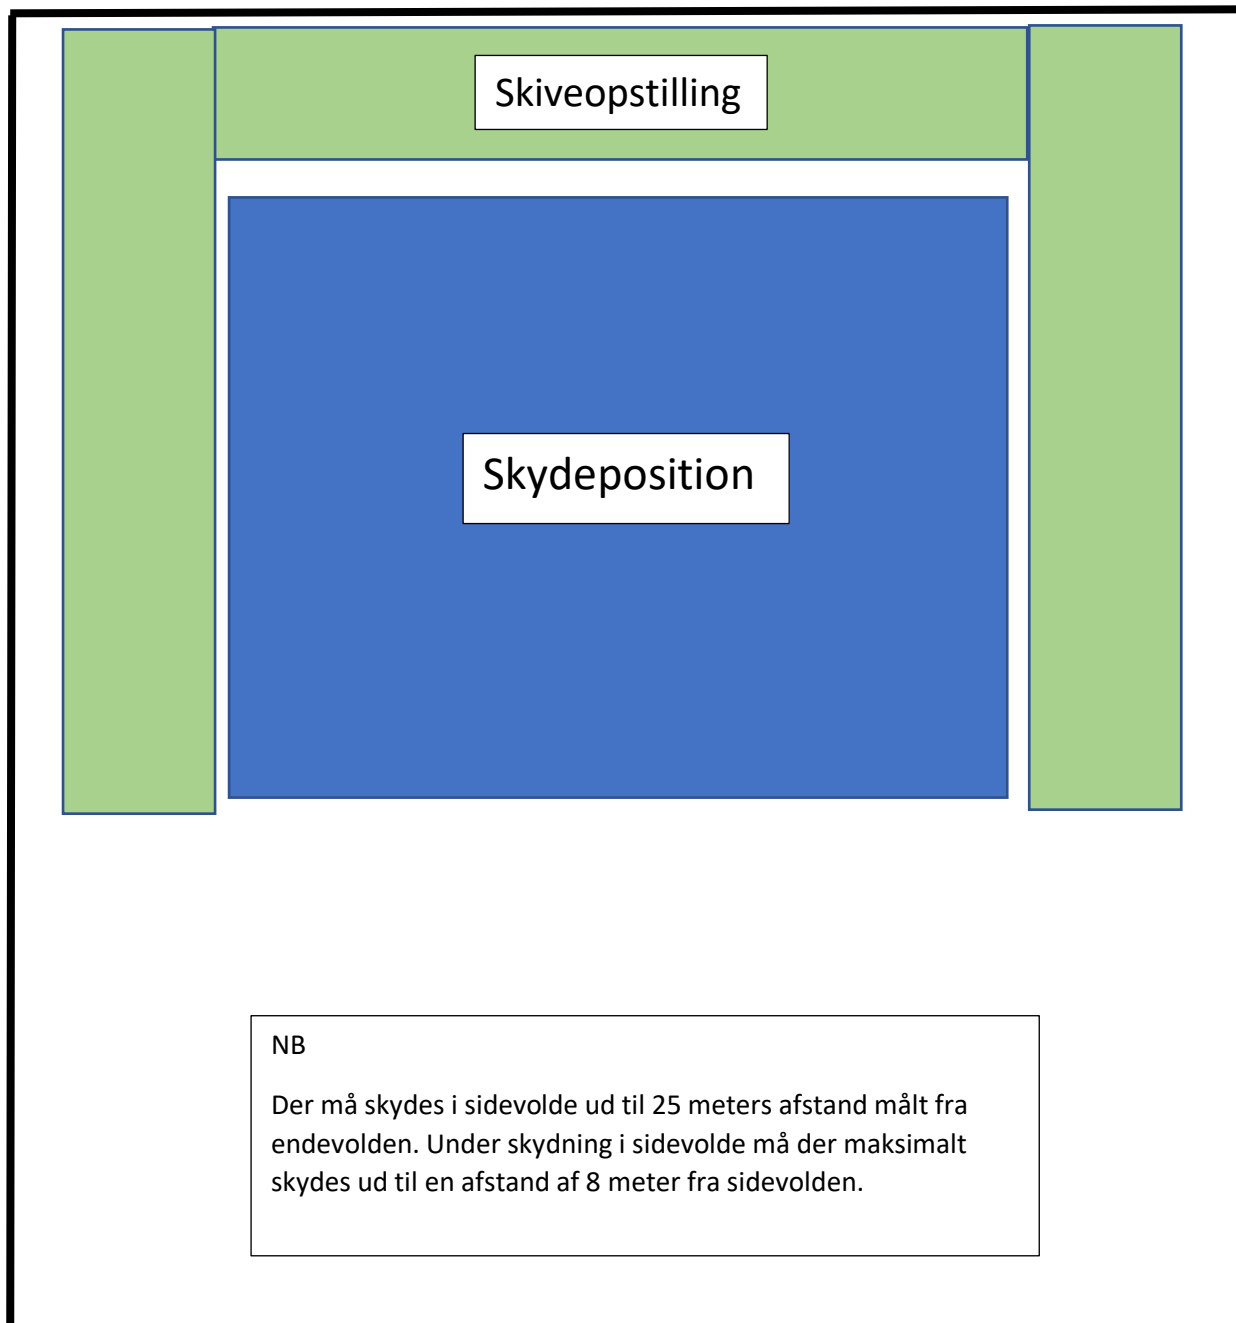 Skiveopstilling
Skydeposition
NB
Der må skydes i sidevolde ud til 25 meters afstand målt fra
endevolden. Under skydning i sidevolde må der maksimalt
skydes ud til en afstand af 8 meter fra sidevolden.